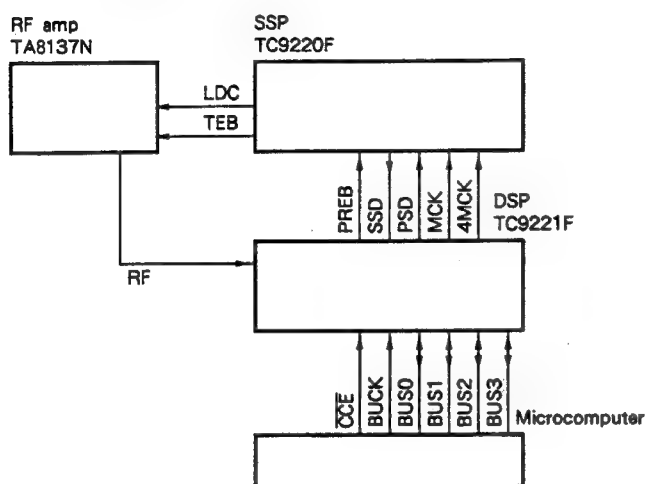 RF amp
TA8137N
SSP
TC9220F
LDC
TEB
PREB
SSD
PSD
MCK
4MCK
DSP
TC9221F
RF
CCE
BUCK
BUS0
BUS1
BUS2
BUS3
Microcomputer